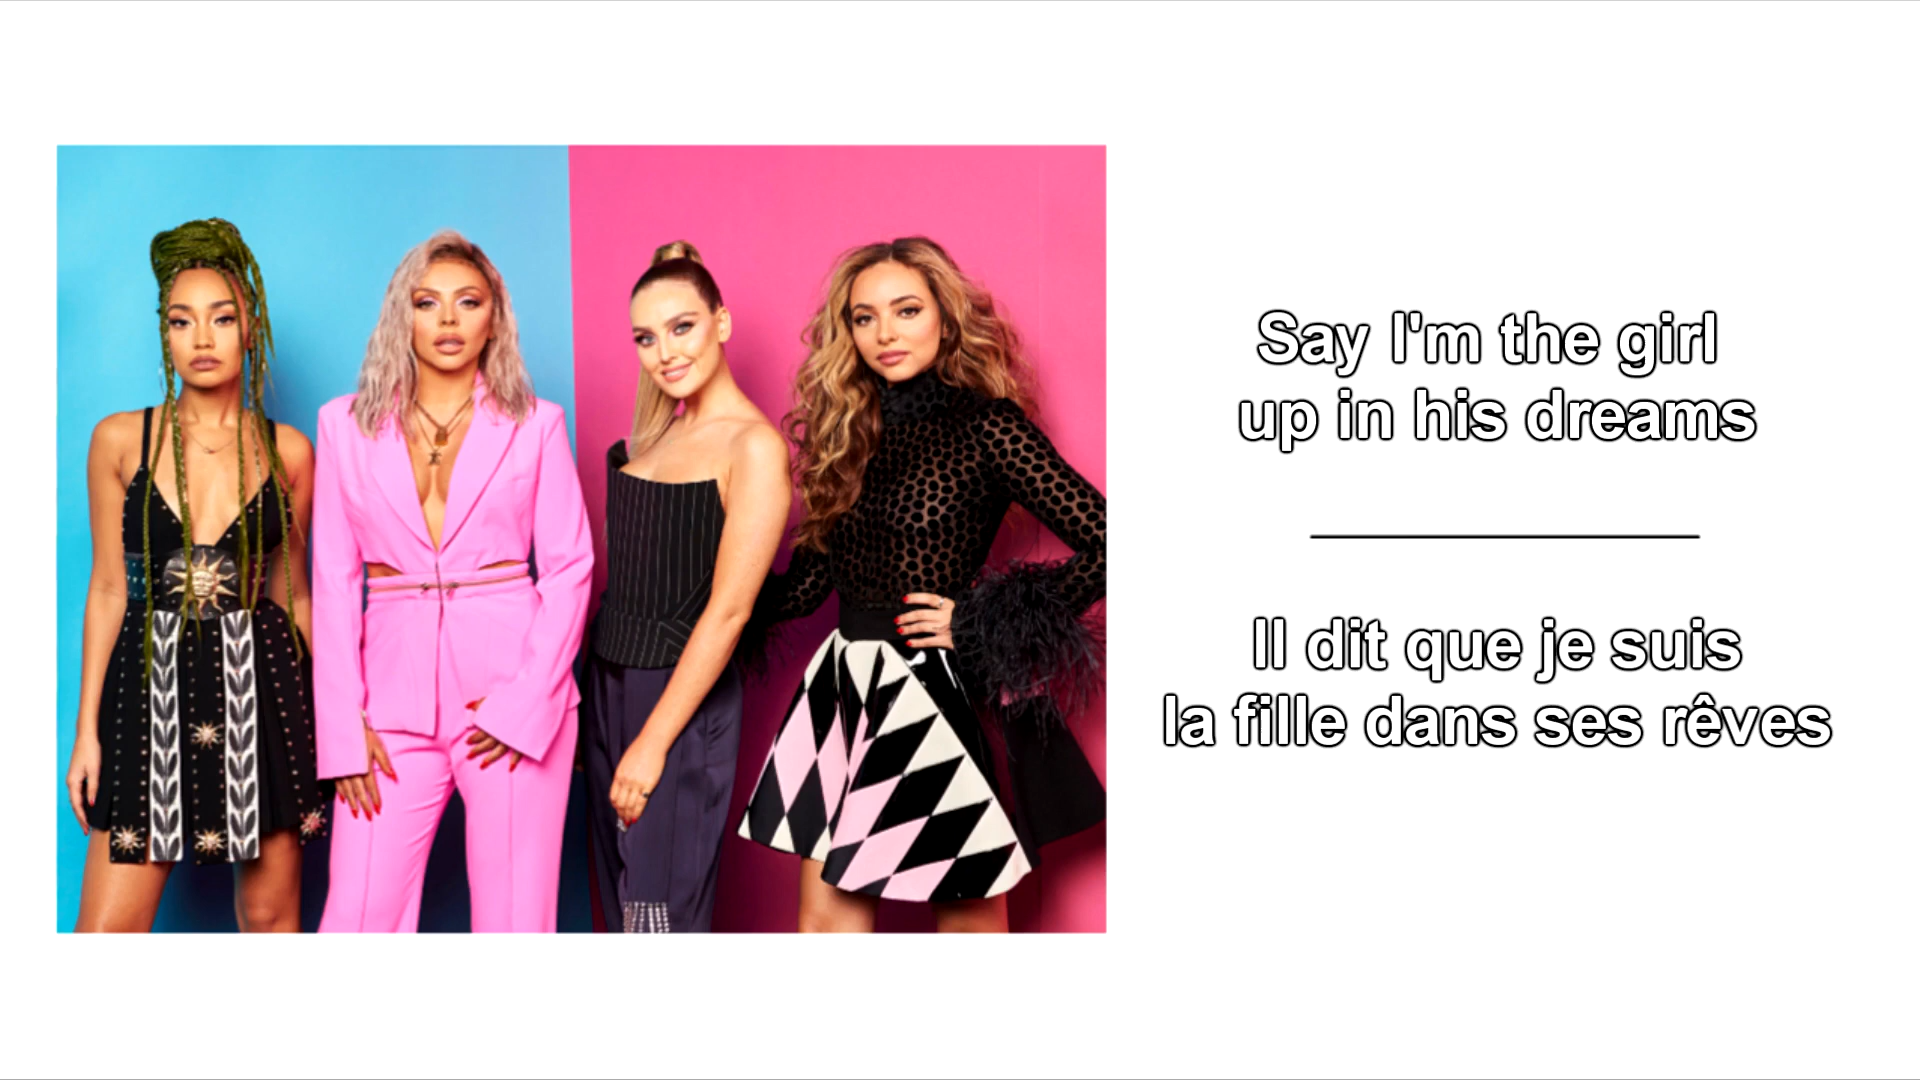 Say I'm the girl
up in his dreams
Il dit que je suis
la fille dans ses rêves